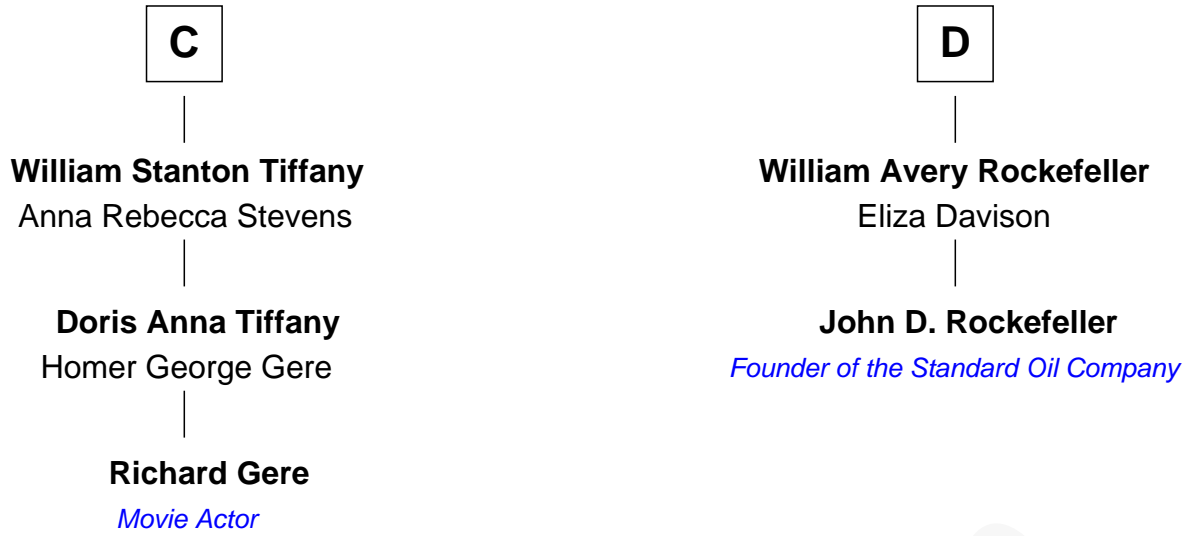 C
William Stanton Tiffany
Anna Rebecca Stevens
Doris Anna Tiffany
Homer George Gere
Richard Gere
Movie Actor
D
William Avery Rockefeller
Eliza Davison
John D. Rockefeller
Founder of the Standard Oil Company